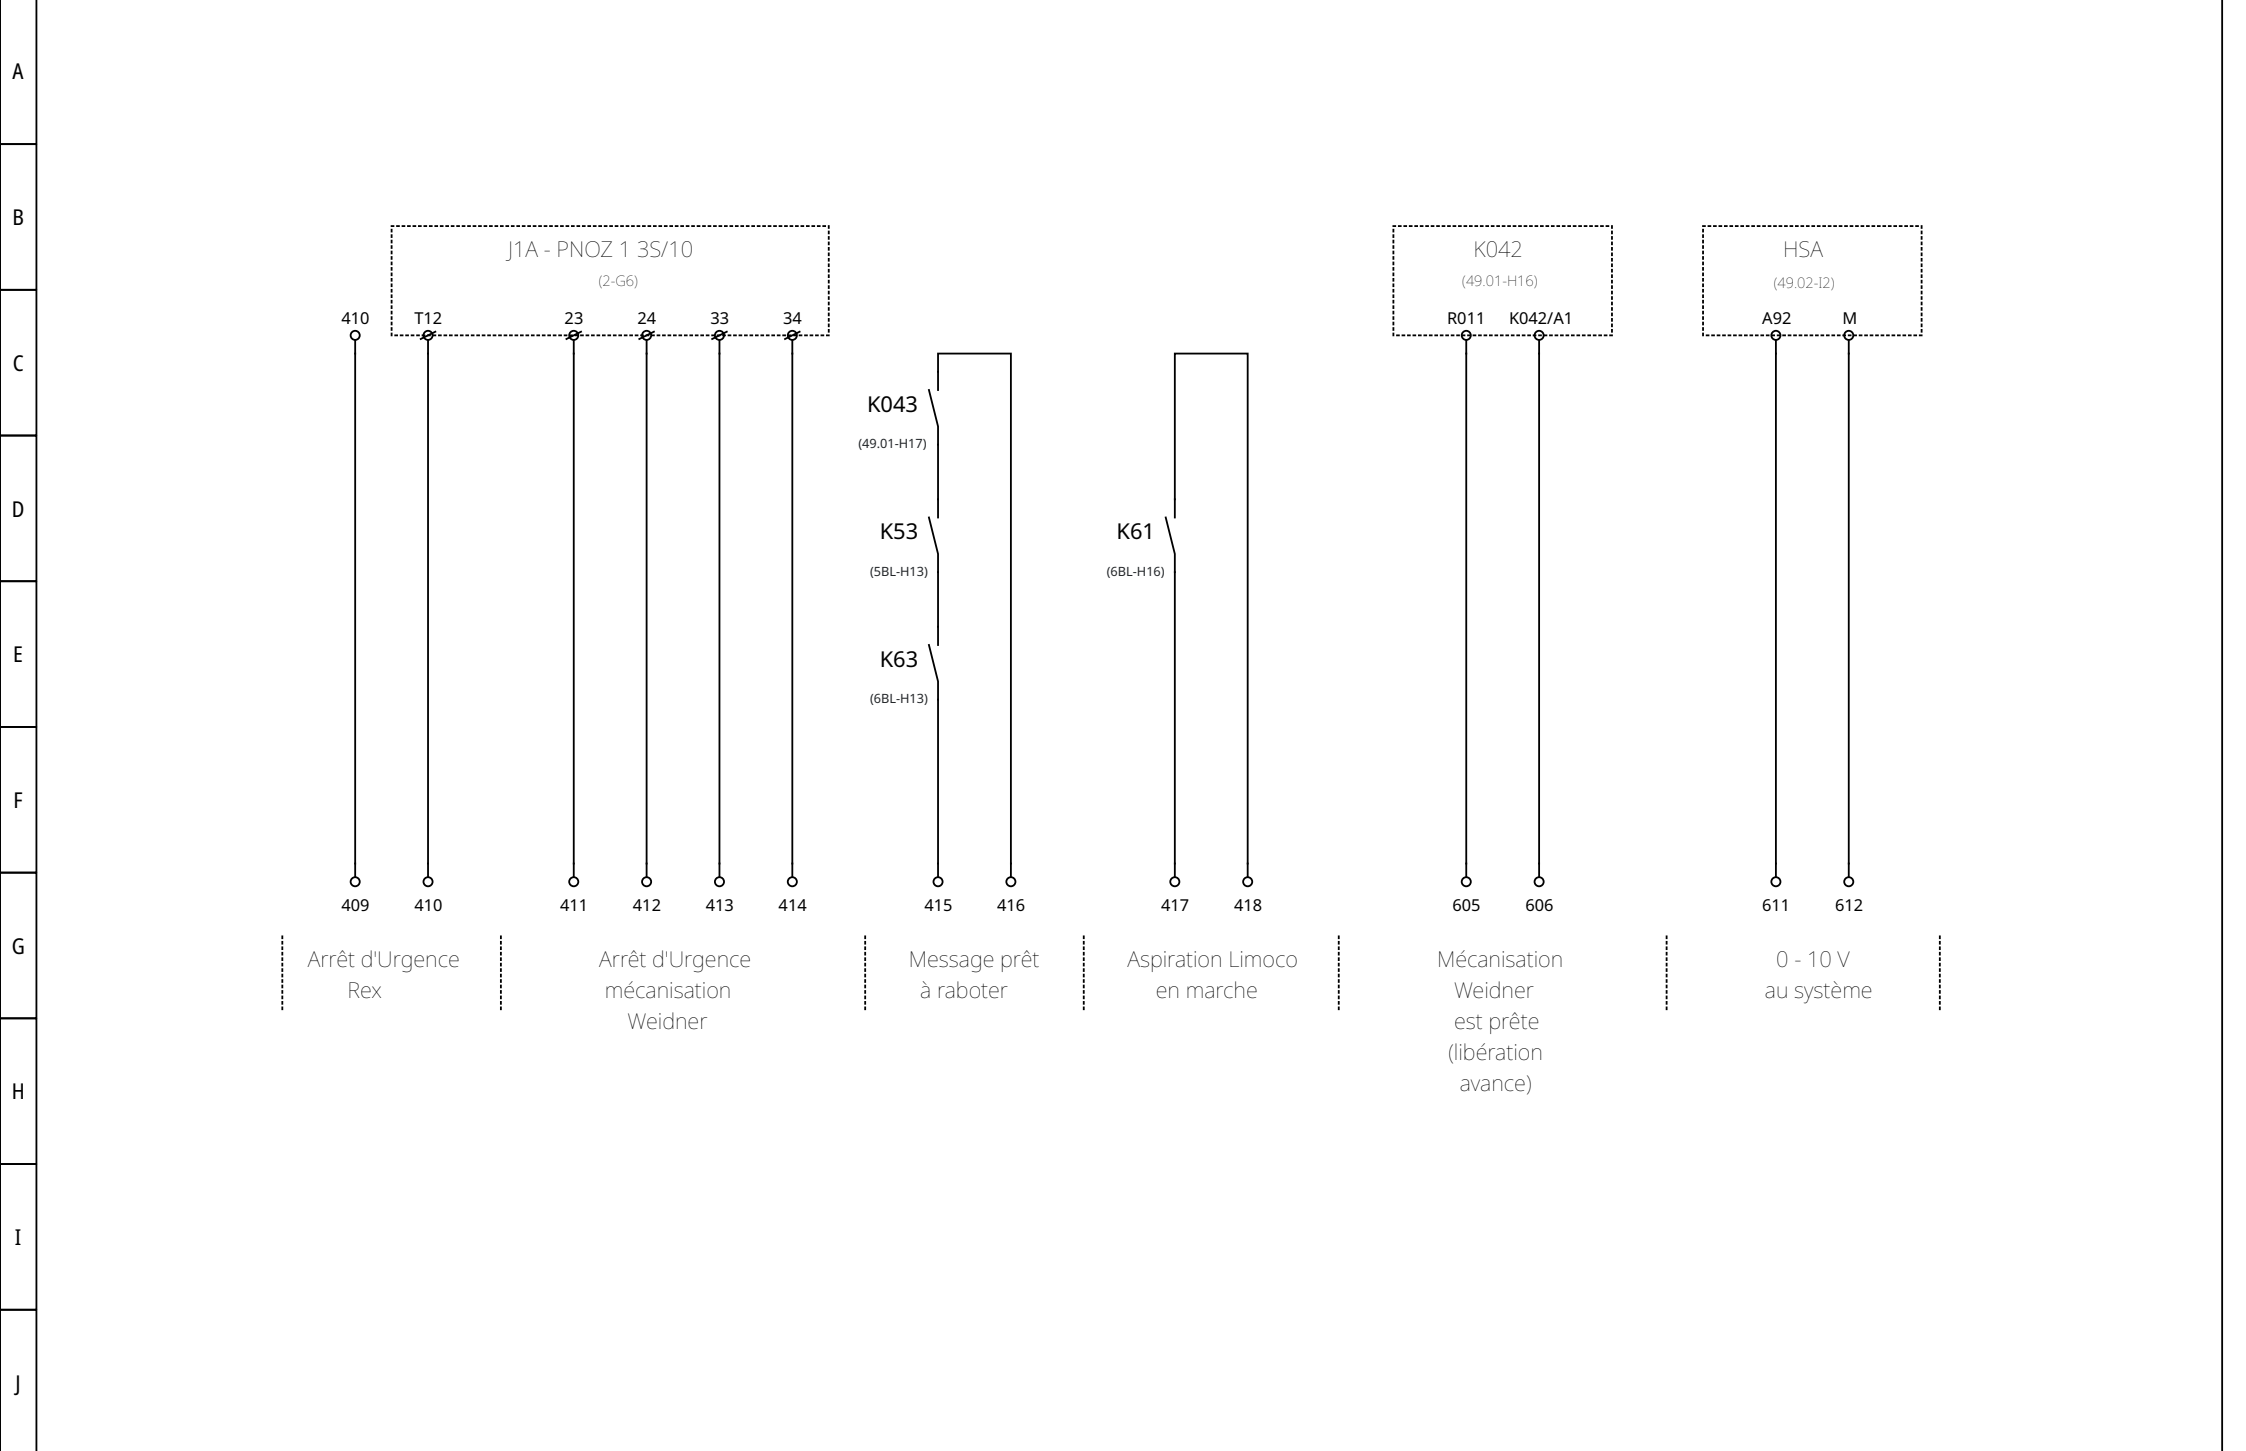 A
B
C
D
E
F
G
H
I
J
J1A - PNOZ 1 3S/10
(2-G6)
410
T12
23
24
33
34
K042
(49.01-H16)
R011
K042/A1
HSA
(49.02-I2)
A92
M
K043
(49.01-H17)
K53
(5BL-H13)
K63
(6BL-H13)
K61
(6BL-H16)
409
410
411
412
413
414
415
416
417
418
605
606
611
612
Arrêt d'Urgence
Rex
Arrêt d'Urgence
mécanisation
Weidner
Message prêt
à raboter
Aspiration Limoco
en marche
Mécanisation
Weidner
est prête
(libération
avance)
0 - 10 V
au système